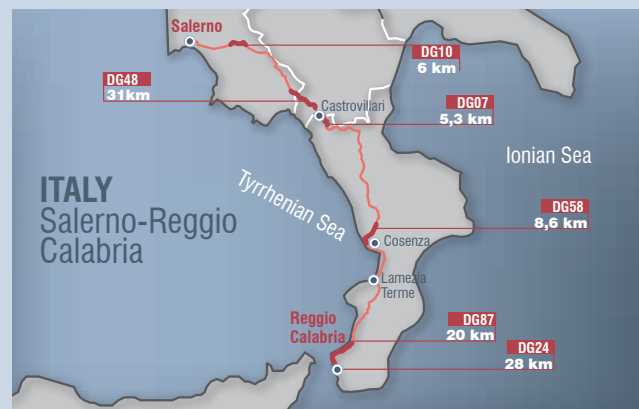 Salerno
DG10
6 km
DG48
31km
Castrovillari
DG07
5,3 km
Ionian Sea
ITALY
Salerno-Reggio
Calabria
Tyrrhenian Sea
DG58
8,6 km
Cosenza
Lamezia
Terme
Reggio
Calabria
DG87
20 km
DG24
28 km